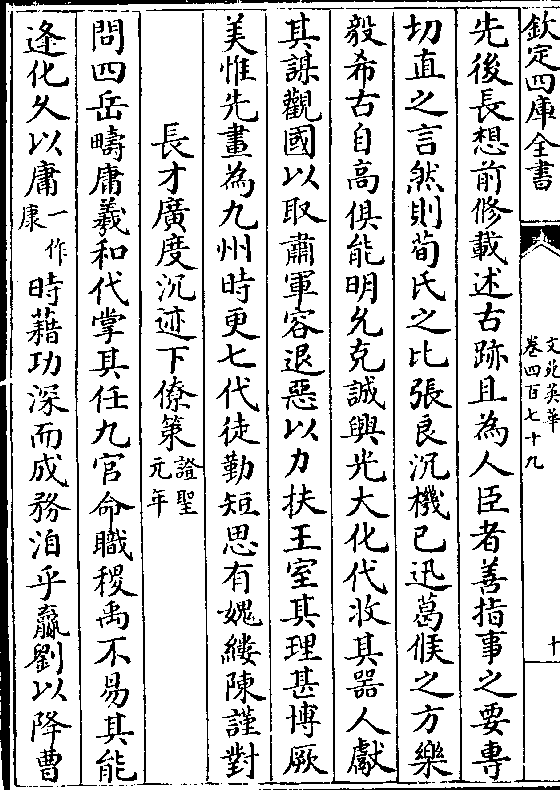 欽定四庫全書
文苑英華
卷四百七十九
十
先後長想前修載述古跡且為人臣者善指事之要專
切直之言然則荀氏之比張良沉機已迅葛侯之方樂
毅希古自高俱能明允克誠興光大化代收其器人獻
其謀觀國以取肅軍容退惡以力扶王室其理甚博厥
美惟先畫為九州時更七代徒勤短思有媿縷陳謹對
長才廣度沉迹下僚策證聖元年
問四岳疇庸羲和代掌其任九官命職稷禹不易其能
逢化久以庸一作康時藉功深而成務洎乎贏劉以降曹